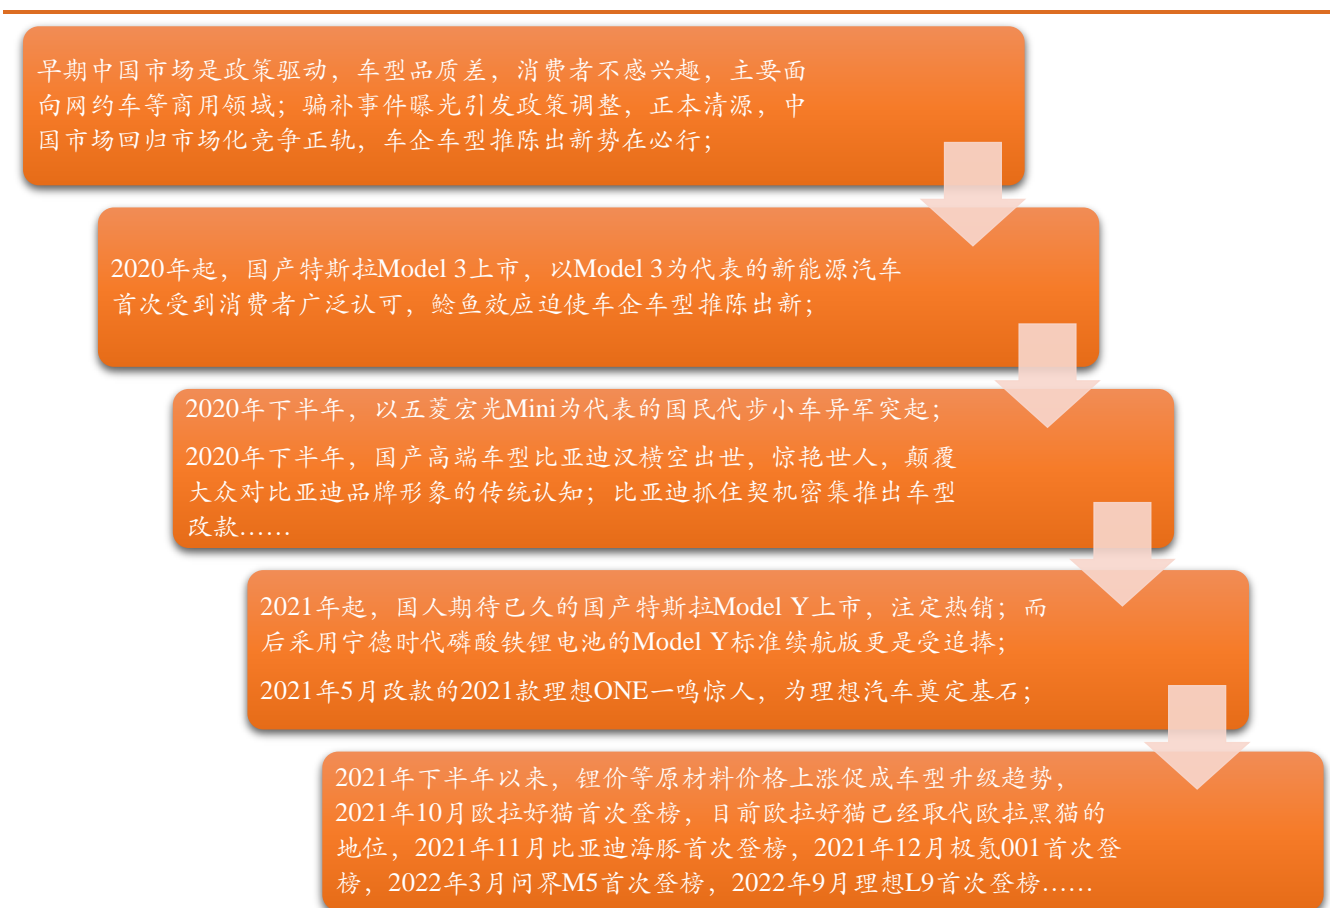 早期中国市场是政策驱动，车型品质差，消费者不感兴趣，主要面
向网约车等商用领域；骗补事件曝光引发政策调整，正本清源，中
国市场回归市场化竞争正轨，车企车型推陈出新势在必行；
2020年起，国产特斯拉Model 3上市，以Model 3为代表的新能源汽车
首次受到消费者广泛认可，鲶鱼效应迫使车企车型推陈出新；
2020年下半年，以五菱宏光Mini为代表的国民代步小车异军突起；
2020年下半年，国产高端车型比亚迪汉横空出世，惊艳世人，颠覆
大众对比亚迪品牌形象的传统认知；比亚迪抓住契机密集推出车型
改款……
2021年起，国人期待已久的国产特斯拉Model Y上市，注定热销；而
后采用宁德时代磷酸铁锂电池的Model Y标准续航版更是受追捧；
2021年5月改款的2021款理想ONE一鸣惊人，为理想汽车奠定基石；
2021年下半年以来，锂价等原材料价格上涨促成车型升级趋势，
2021年10月欧拉好猫首次登榜，目前欧拉好猫已经取代欧拉黑猫的
地位，2021年11月比亚迪海豚首次登榜，2021年12月极氪001首次登
榜，2022年3月问界M5首次登榜，2022年9月理想L9首次登榜……